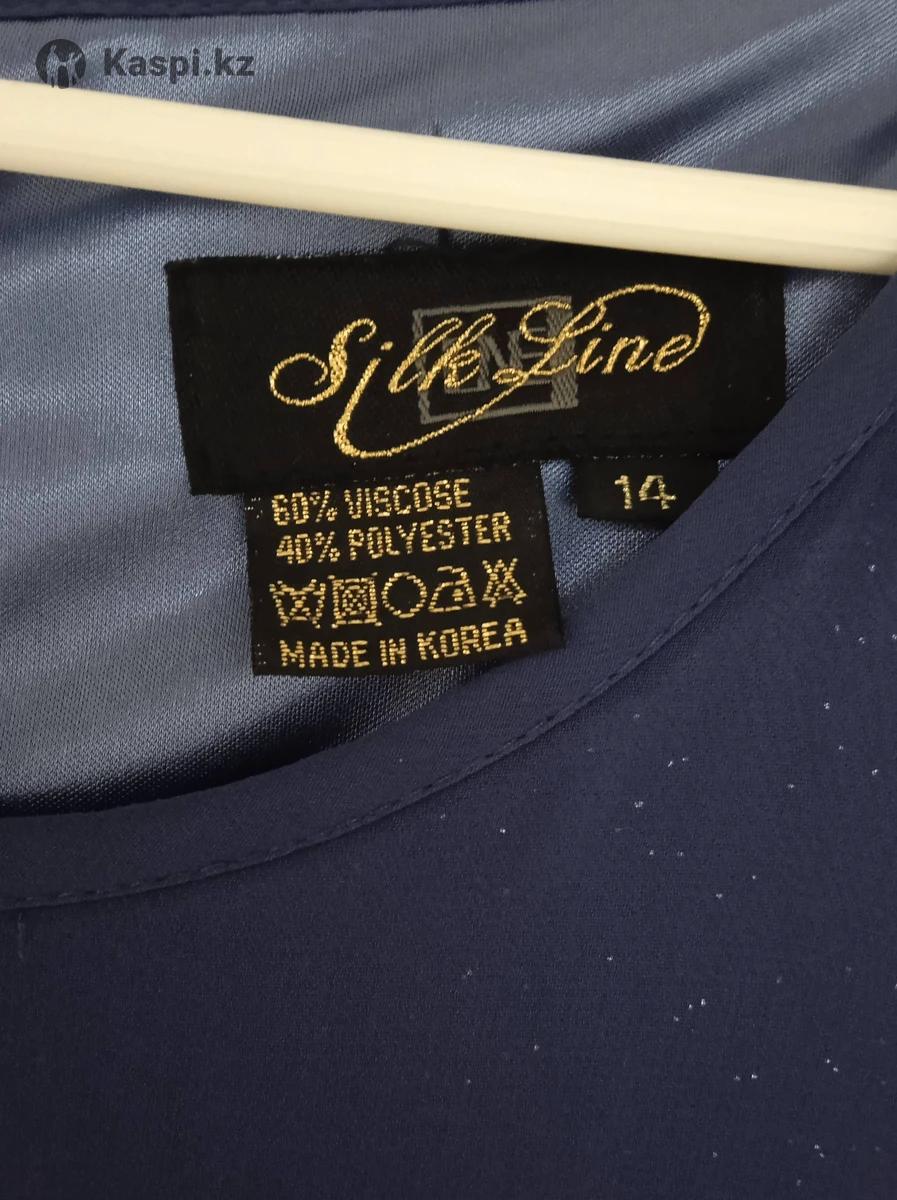 Kaspi.kz
Silk Line
14
60% VISCOSE
40% POLYESTER
MADE IN KOREA